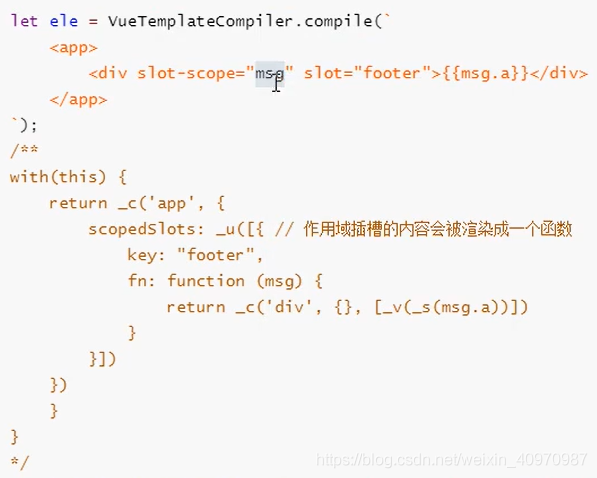 let ele = VueTemplateCompiler.compile(`
    <app>
        <div slot-scope="msg" slot="footer">{{msg.a}}</div>
    </app>
`);
/**
with(this) {
    return _c('app', {
        scopedSlots: _u([{ // 作用域插槽的内容会被渲染成一个函数
            key: "footer",
            fn: function (msg) {
                return _c('div', {}, [_v(_s(msg.a))])
            }
        }])
    })
    }
}
*/
https://blog.csdn.net/weixin_40970987